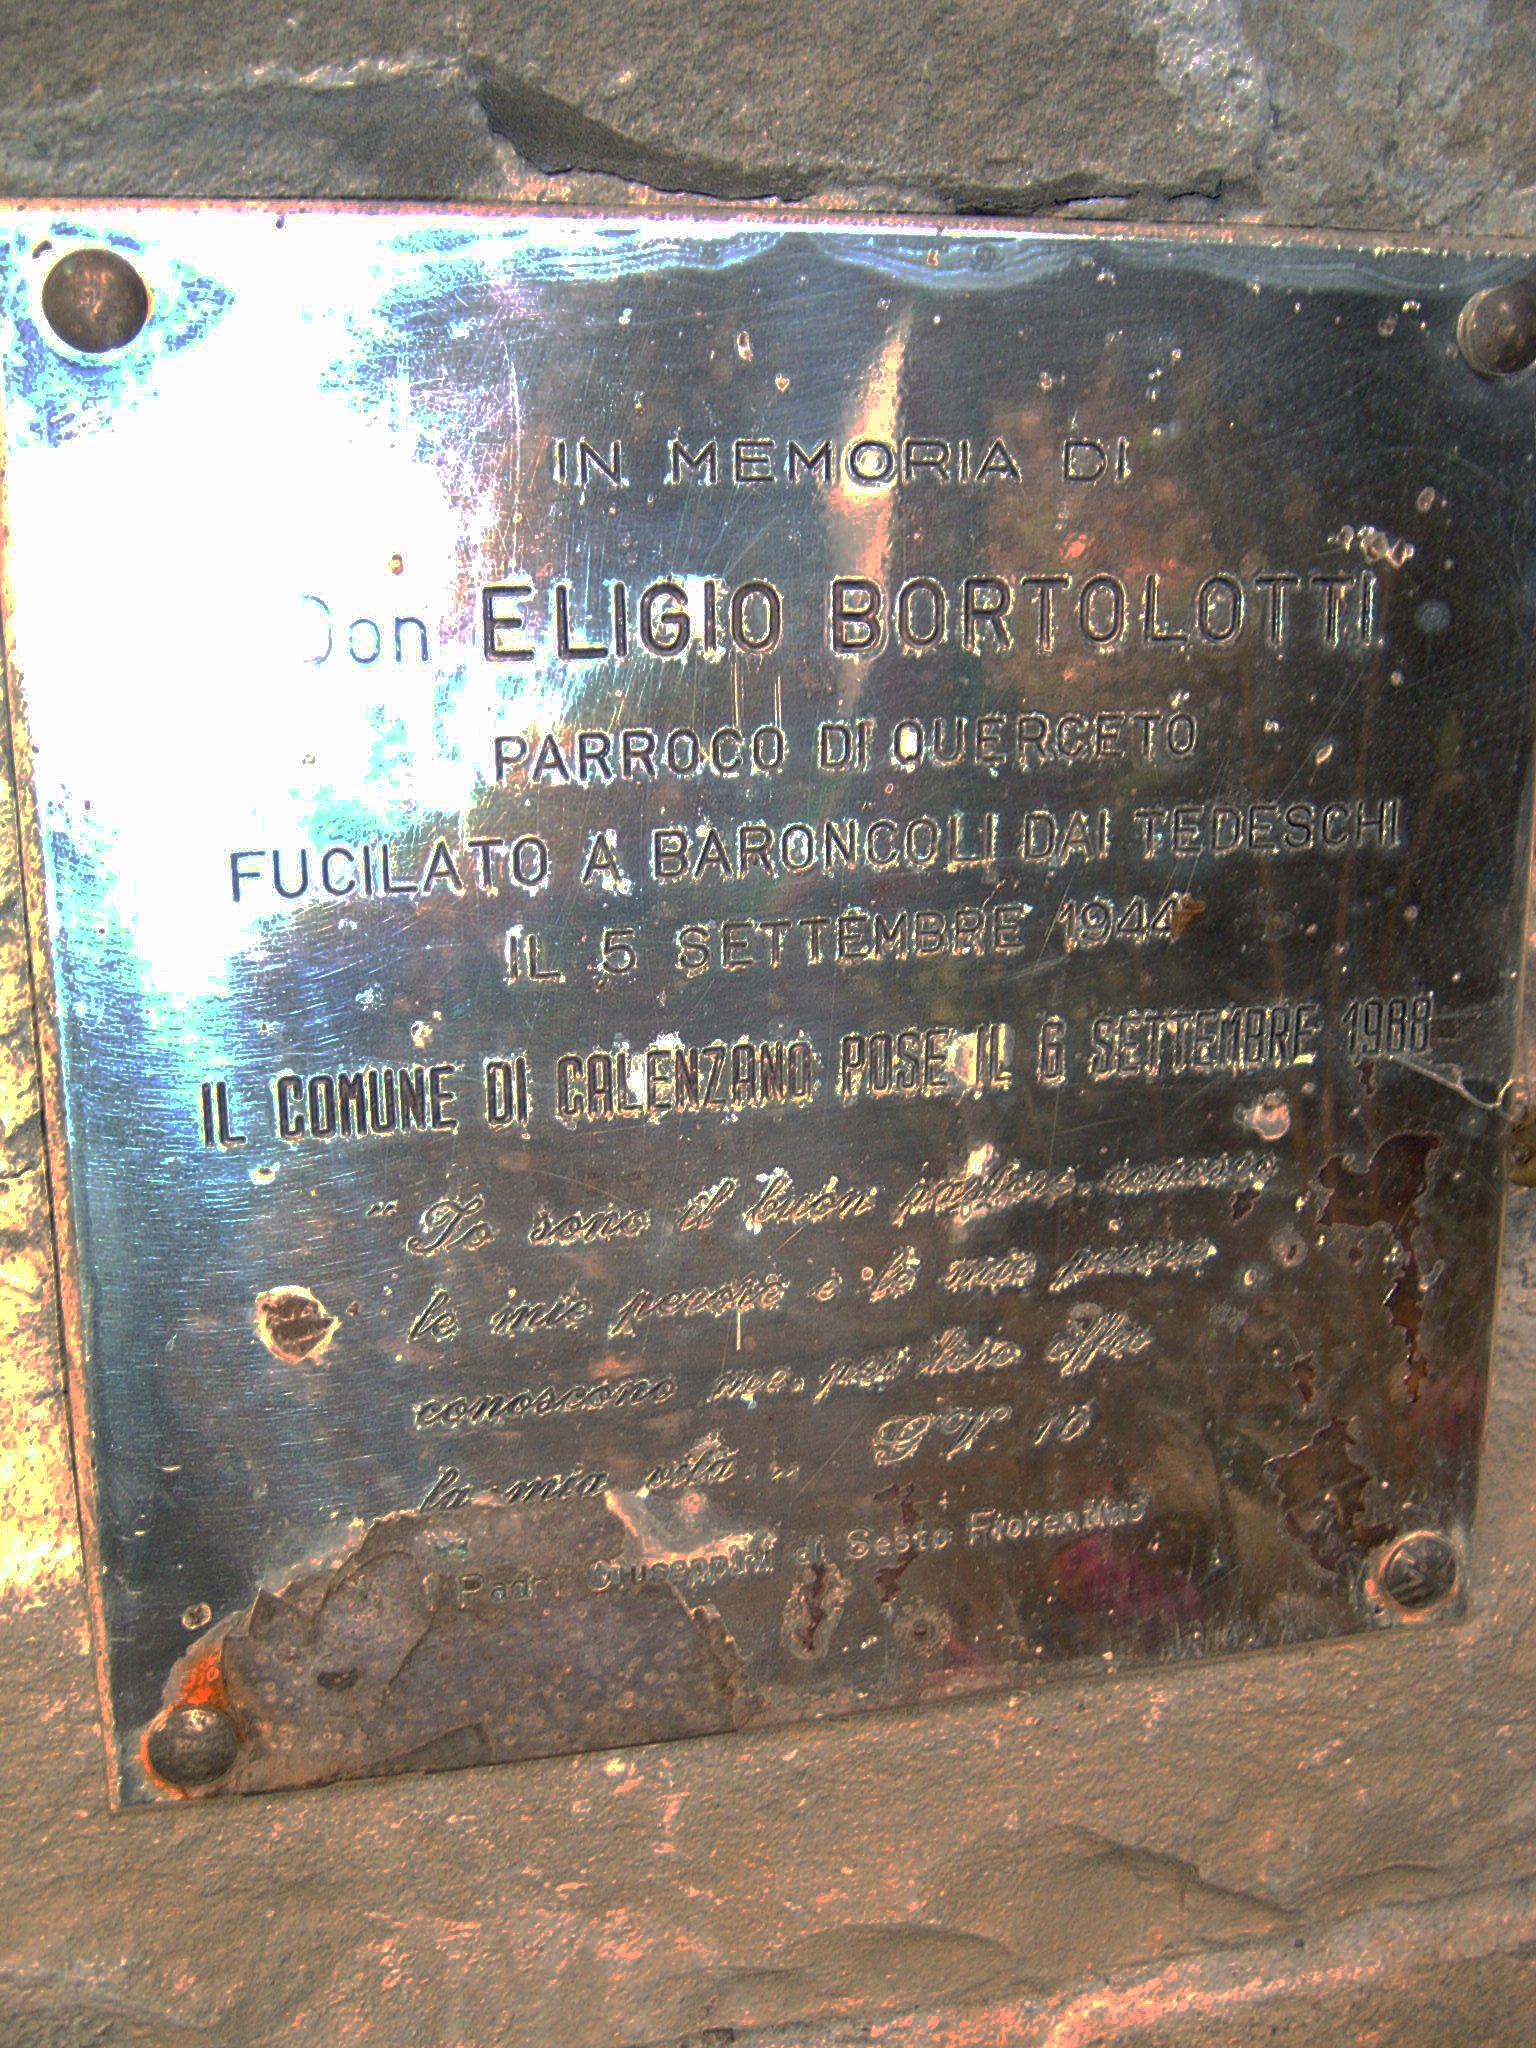 IN MEMORIA DI
Don ELIGIO BORTOLOTTI
PARROCO DI QUERCETO
FUCILATO A BARONCOLI DAI TEDESCHI
IL 5 SETTEMBRE 1944
IL COMUNE DI CALENZANO POSE IL 6 SETTEMBRE 1988
" Io sono il buon pastore. conosco
le mie pecore e le mie pecore
conoscono me. per loro offro
la mia vita... GV. 10
I Padri Giuseppini di Sesto Fiorentino